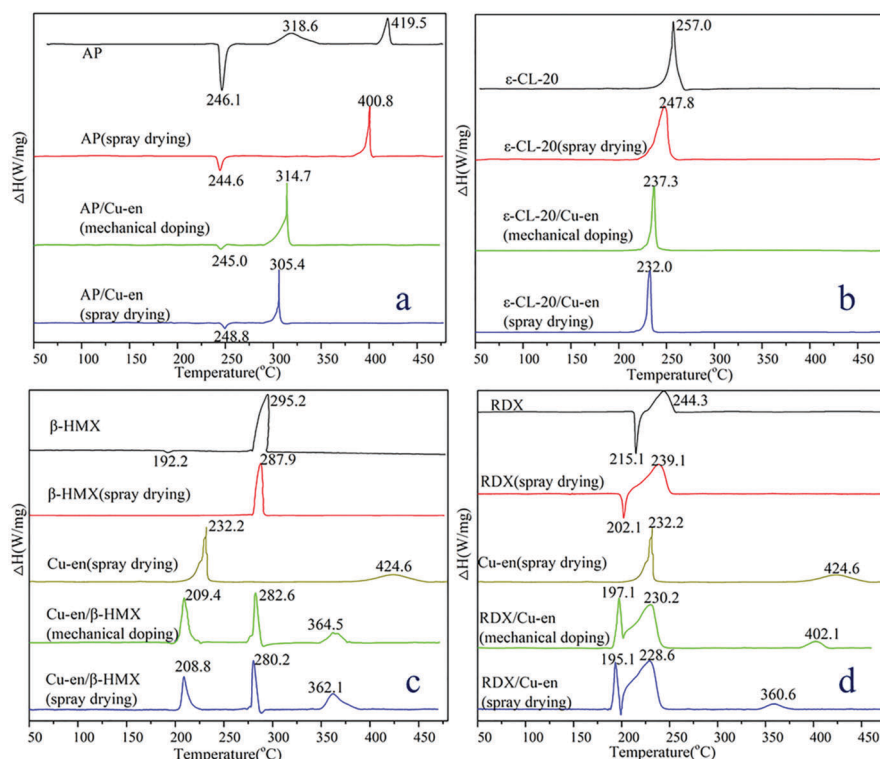 318.6
419.5
AP
246.1
400.8
AP(spray drying)
244.6
314.7
AP/Cu-en
(mechanical doping)
245.0
305.4
AP/Cu-en
(spray drying)
248.8
a
ΔH(W/mg)
50 100 150 200 250 300 350 400 450
Temperature(°C)
257.0
ε-CL-20
247.8
ε-CL-20(spray drying)
237.3
ε-CL-20/Cu-en
(mechanical doping)
232.0
ε-CL-20/Cu-en
(spray drying)
b
ΔH(W/mg)
50 100 150 200 250 300 350 400 450
Temperature(°C)
295.2
β-HMX
192.2
287.9
β-HMX(spray drying)
232.2
Cu-en(spray drying)
424.6
209.4
282.6
Cu-en/β-HMX
(mechanical doping)
364.5
208.8
280.2
Cu-en/β-HMX
(spray drying)
362.1
c
ΔH(W/mg)
50 100 150 200 250 300 350 400 450
Temperature(°C)
RDX
244.3
215.1
239.1
RDX(spray drying)
202.1
232.2
Cu-en(spray drying)
424.6
197.1
230.2
RDX/Cu-en
(mechanical doping)
402.1
195.1
228.6
RDX/Cu-en
(spray drying)
360.6
d
ΔH(W/mg)
50 100 150 200 250 300 350 400 450
Temperature(°C)